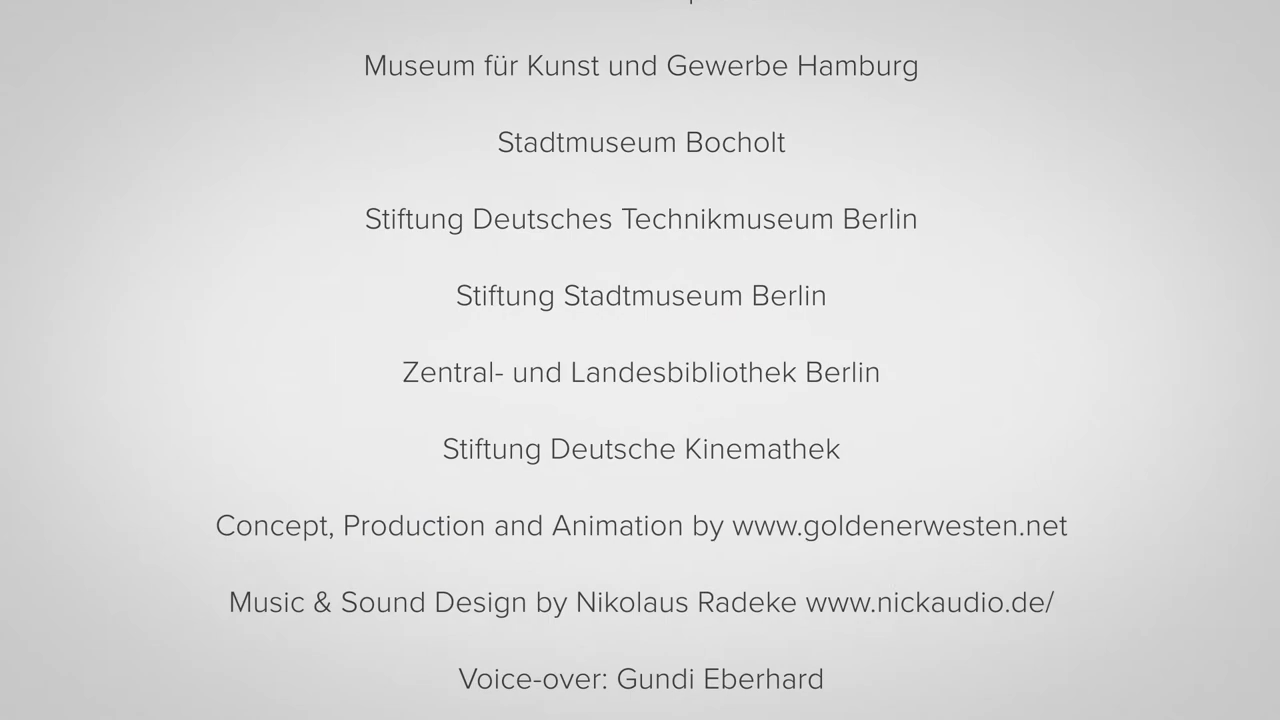 Museum für Kunst und Gewerbe Hamburg
Stadtmuseum Bocholt
Stiftung Deutsches Technikmuseum Berlin
Stiftung Stadtmuseum Berlin
Zentral- und Landesbibliothek Berlin
Stiftung Deutsche Kinemathek
Concept, Production and Animation by www.goldenerwesten.net
Music & Sound Design by Nikolaus Radeke www.nickaudio.de/
Voice-over: Gundi Eberhard